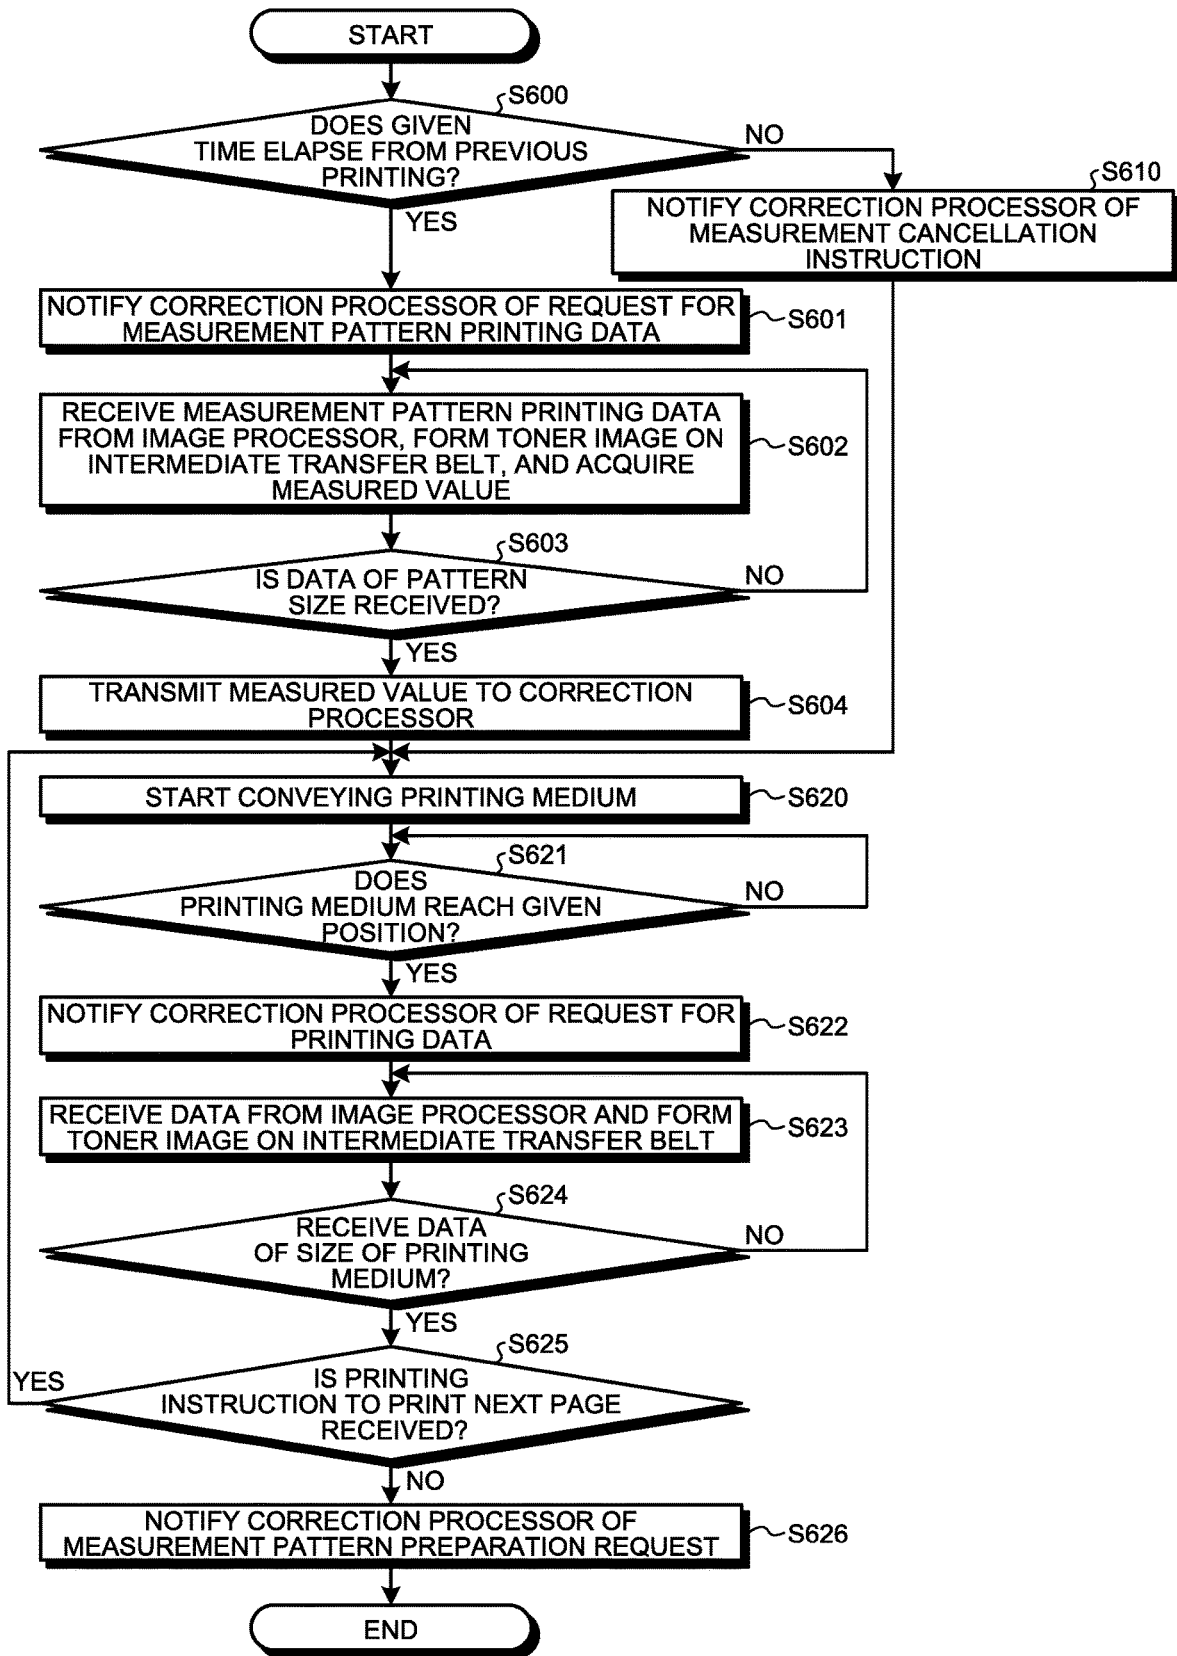 START
S600
DOES GIVEN
TIME ELAPSE FROM PREVIOUS
PRINTING?
NO
YES
S610
NOTIFY CORRECTION PROCESSOR OF
MEASUREMENT CANCELLATION
INSTRUCTION
NOTIFY CORRECTION PROCESSOR OF REQUEST FOR
MEASUREMENT PATTERN PRINTING DATA
S601
RECEIVE MEASUREMENT PATTERN PRINTING DATA
FROM IMAGE PROCESSOR, FORM TONER IMAGE ON
INTERMEDIATE TRANSFER BELT, AND ACQUIRE
MEASURED VALUE
S602
S603
IS DATA OF PATTERN
SIZE RECEIVED?
NO
YES
TRANSMIT MEASURED VALUE TO CORRECTION
PROCESSOR
S604
START CONVEYING PRINTING MEDIUM
S620
S621
DOES
PRINTING MEDIUM REACH GIVEN
POSITION?
NO
YES
NOTIFY CORRECTION PROCESSOR OF REQUEST FOR
PRINTING DATA
S622
RECEIVE DATA FROM IMAGE PROCESSOR AND FORM
TONER IMAGE ON INTERMEDIATE TRANSFER BELT
S623
S624
RECEIVE DATA
OF SIZE OF PRINTING
MEDIUM?
NO
YES
S625
IS PRINTING
INSTRUCTION TO PRINT NEXT PAGE
RECEIVED?
YES
NO
NOTIFY CORRECTION PROCESSOR OF
MEASUREMENT PATTERN PREPARATION REQUEST
S626
END